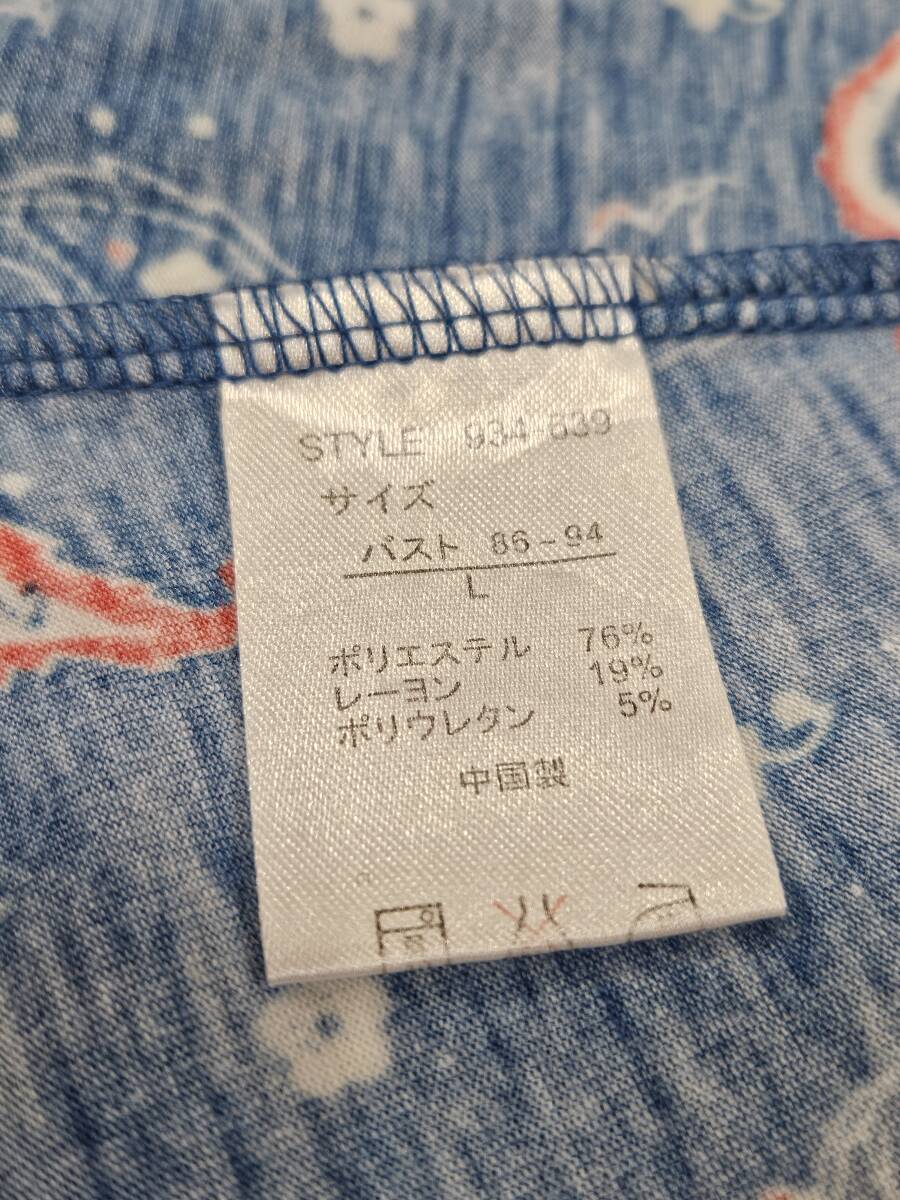 STYLE 934-639
サイズ
バスト 86-94
L
ポリエステル 76%
レーヨン 19%
ポリウレタン 5%
中国製